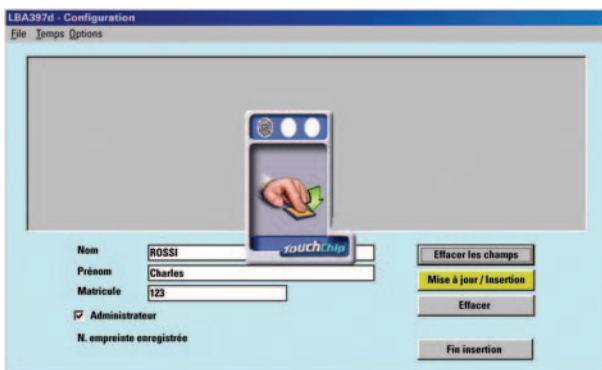 LBA397d - Configuration
File Temps Options
TouchChip
Nom ROSSI
Prénom Charles
Effacer les champs
Matricule 123
Mise à jour / Insertion
Administrateur
Effacer
N. empreinte enregistrée
Fin insertion